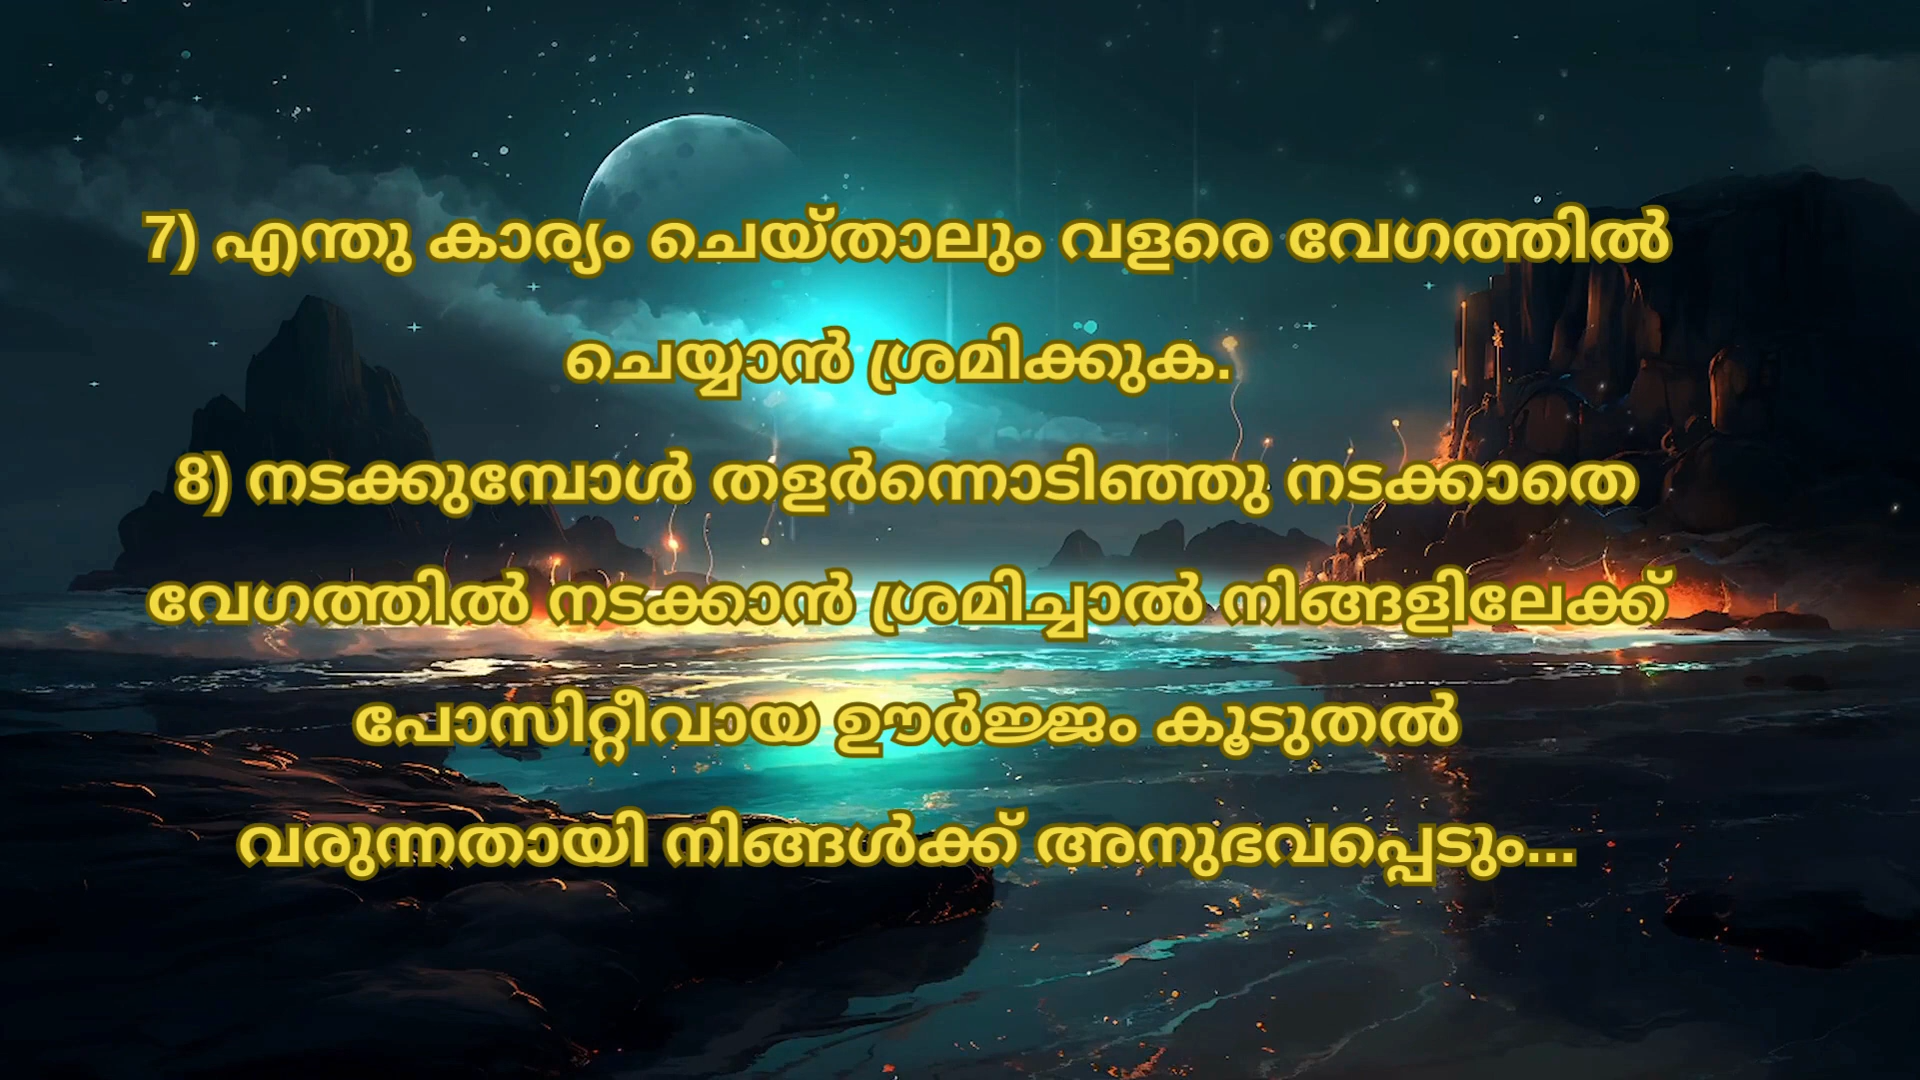 7) എന്തു കാര്യം ചെയ്താലും വളരെ വേഗത്തിൽ
ചെയ്യാൻ ശ്രമിക്കുക.
8) നടക്കുമ്പോൾ തളർന്നൊടിഞ്ഞു നടക്കാതെ
വേഗത്തിൽ നടക്കാൻ ശ്രമിച്ചാൽ നിങ്ങളിലേക്ക്
പോസിറ്റീവായ ഊർജ്ജം കൂടുതൽ
വരുന്നതായി നിങ്ങൾക്ക് അനുഭവപ്പെടും...